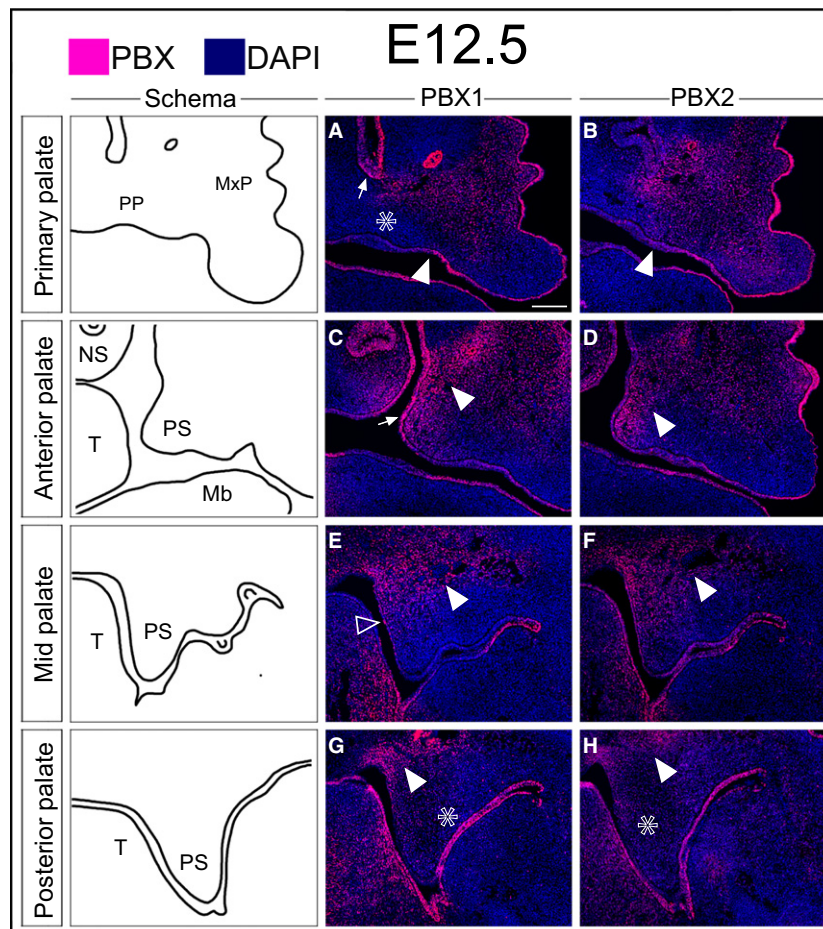 E12.5
PBX DAPI
Schema PBX1 PBX2
Primary palate
PP MxP
A
B
Anterior palate
NS
T PS
Mb
C
D
Mid palate
T PS
E
F
Posterior palate
T PS
G
H